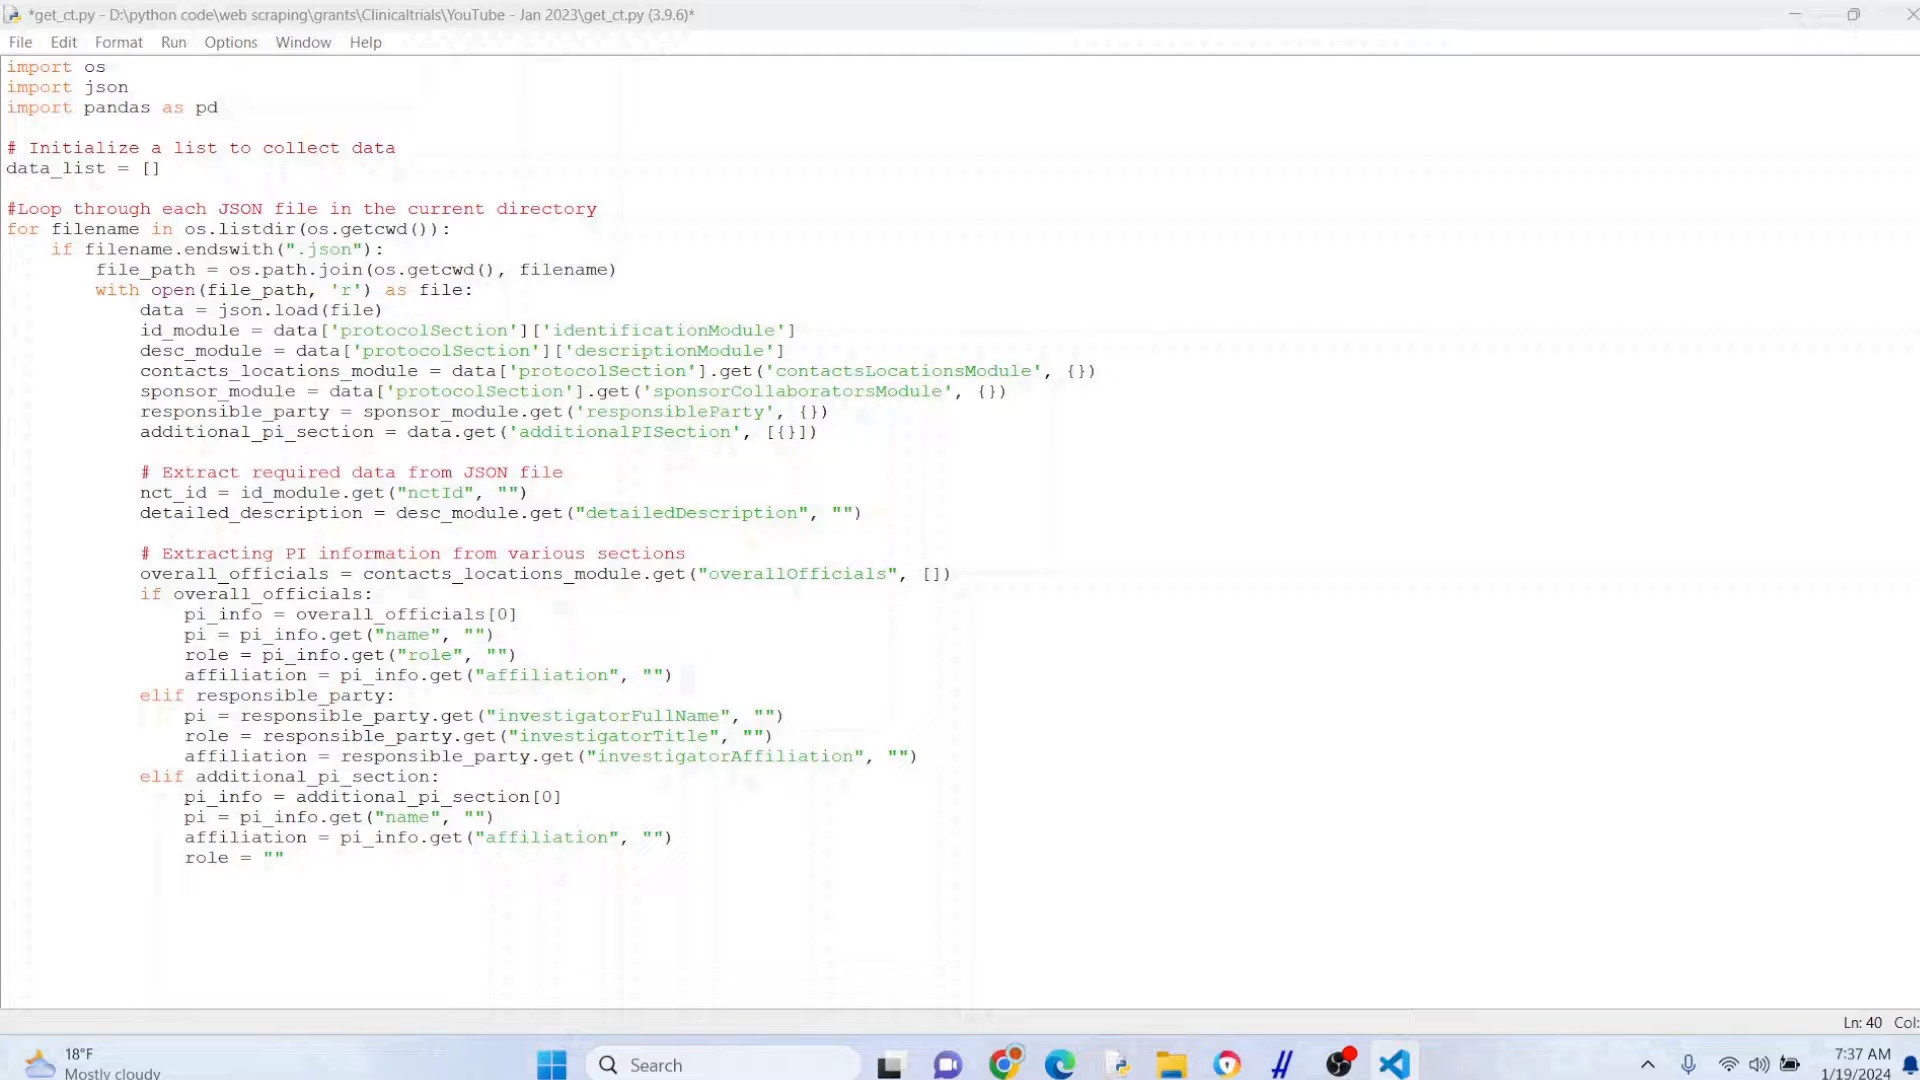 *get_ct.py - D:\python code\web scraping\grants\Clinicaltrials\YouTube - Jan 2023\get_ct.py (3.9.6)*
File Edit Format Run Options Window Help
import os
import json
import pandas as pd
# Initialize a list to collect data
data_list = []
#Loop through each JSON file in the current directory
for filename in os.listdir(os.getcwd()):
    if filename.endswith(".json"):
        file_path = os.path.join(os.getcwd(), filename)
        with open(file_path, 'r') as file:
            data = json.load(file)
            id_module = data['protocolSection']['identificationModule']
            desc_module = data['protocolSection']['descriptionModule']
            contacts_locations_module = data['protocolSection'].get('contactsLocationsModule', {})
            sponsor_module = data['protocolSection'].get('sponsorCollaboratorsModule', {})
            responsible_party = sponsor_module.get('responsibleParty', {})
            additional_pi_section = data.get('additionalPISection', [{}])
            # Extract required data from JSON file
            nct_id = id_module.get("nctId", "")
            detailed_description = desc_module.get("detailedDescription", "")
            # Extracting PI information from various sections
            overall_officials = contacts_locations_module.get("overallOfficials", [])
            if overall_officials:
                pi_info = overall_officials[0]
                pi = pi_info.get("name", "")
                role = pi_info.get("role", "")
                affiliation = pi_info.get("affiliation", "")
            elif responsible_party:
                pi = responsible_party.get("investigatorFullName", "")
                role = responsible_party.get("investigatorTitle", "")
                affiliation = responsible_party.get("investigatorAffiliation", "")
            elif additional_pi_section:
                pi_info = additional_pi_section[0]
                pi = pi_info.get("name", "")
                affiliation = pi_info.get("affiliation", "")
                role = ""
Ln: 40 Col:
18°F
Mostly cloudy
Search
7:37 AM
1/19/2024